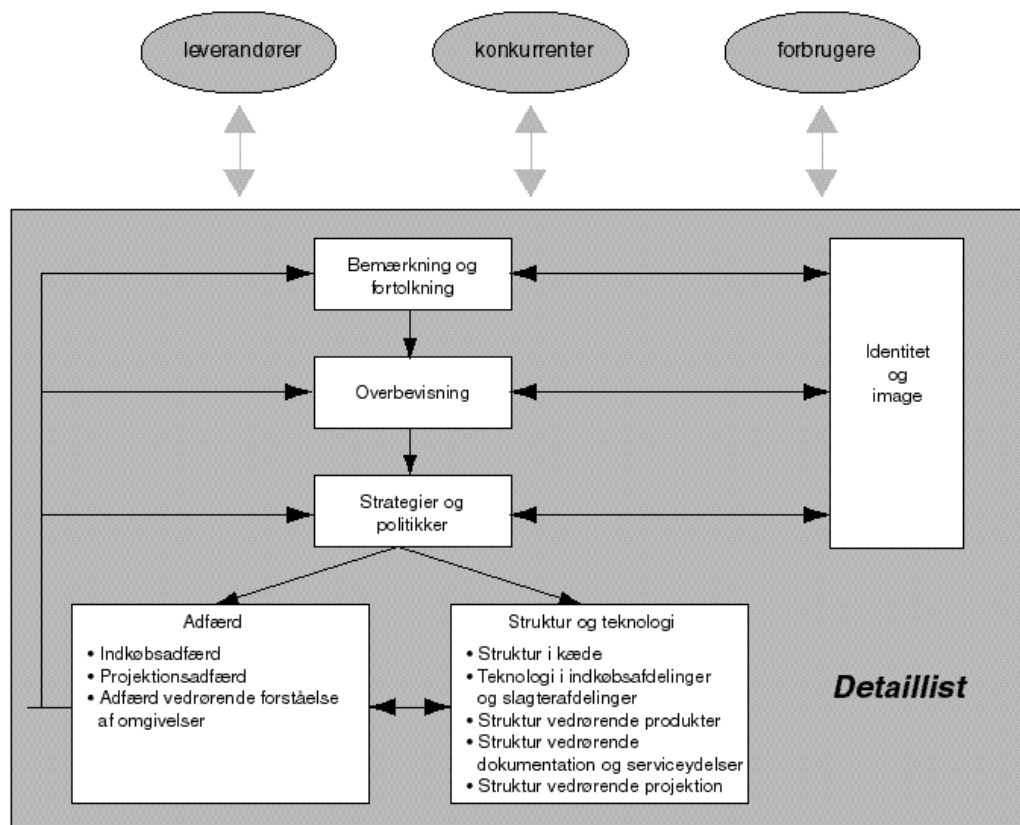 leverandører
konkurrenter
forbrugere
Bemærkning og
fortolkning
Overbevisning
Identitet
og
image
Strategier og
politikker
Adfærd
• Indkøbsadfærd
• Projektionsadfærd
• Adfærd vedrørende forståelse
af omgivelser
Struktur og teknologi
• Struktur i kæde
• Teknologi i indkøbsafdelinger
og slagterafdelinger
• Struktur vedrørende produkter
• Struktur vedrørende
dokumentation og serviceydelser
• Struktur vedrørende projektion
Detaillist